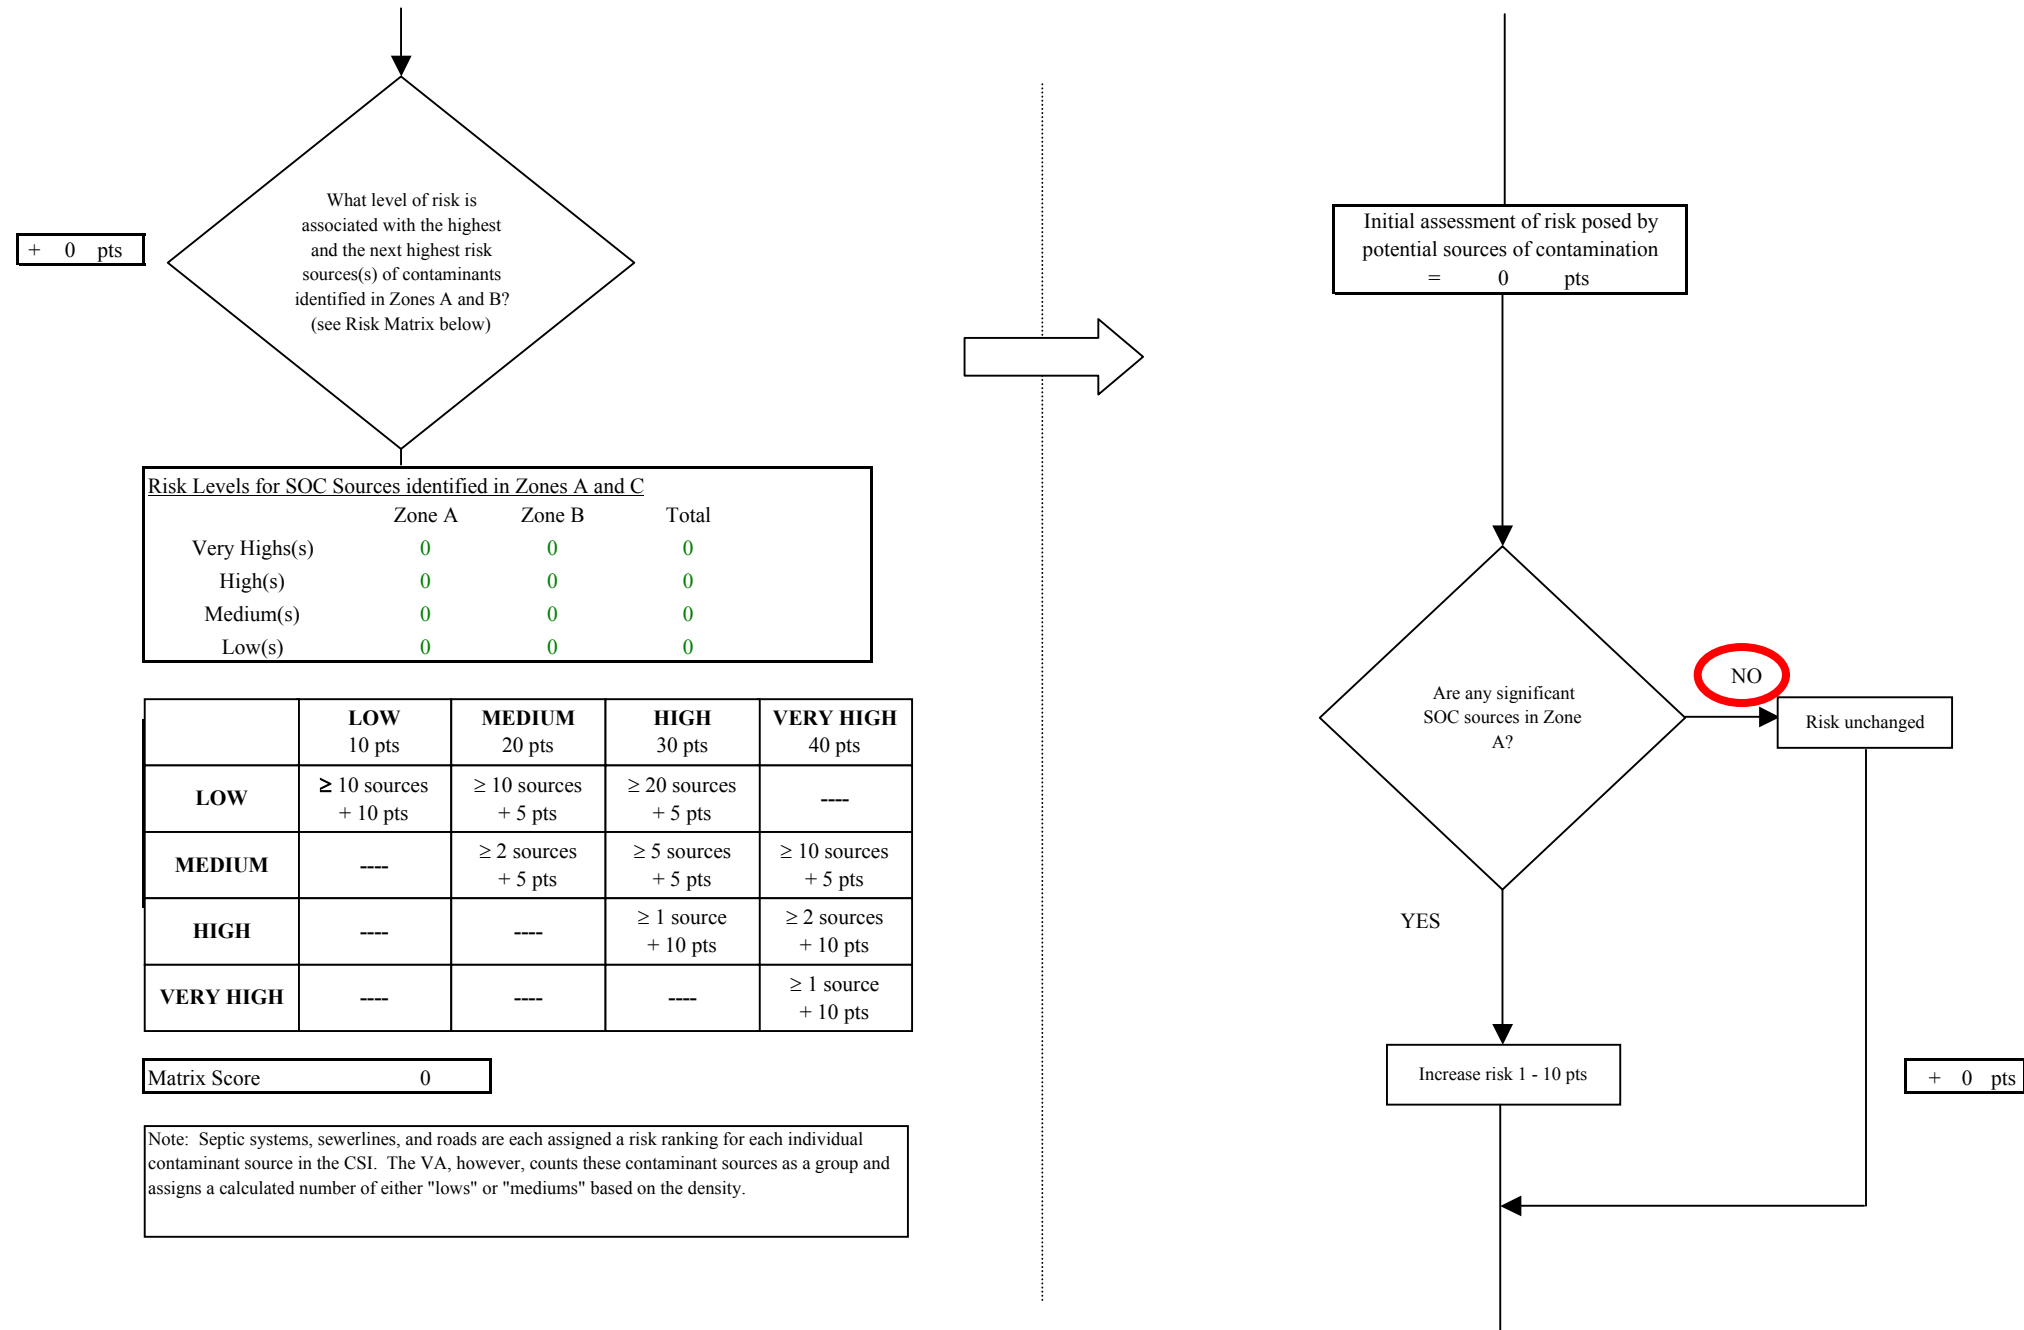 What level of risk is
associated with the highest
and the next highest risk
sources(s) of contaminants
identified in Zones A and B?
(see Risk Matrix below)
+ 0 pts
Risk Levels for SOC Sources identified in Zones A and C
Zone A Zone B Total
Very Highs(s) 0 0 0
High(s) 0 0 0
Medium(s) 0 0 0
Low(s) 0 0 0
LOW MEDIUM HIGH VERY HIGH
10 pts 20 pts 30 pts 40 pts
LOW ≥ 10 sources ≥ 10 sources ≥ 20 sources ----
+ 10 pts + 5 pts + 5 pts
MEDIUM ---- ≥ 2 sources ≥ 5 sources ≥ 10 sources
+ 5 pts + 5 pts + 5 pts
HIGH ---- ---- ≥ 1 source ≥ 2 sources
+ 10 pts + 10 pts
VERY HIGH ---- ---- ---- ≥ 1 source
+ 10 pts
Matrix Score 0
Note: Septic systems, sewerlines, and roads are each assigned a risk ranking for each individual
contaminant source in the CSI. The VA, however, counts these contaminant sources as a group and
assigns a calculated number of either "lows" or "mediums" based on the density.
Initial assessment of risk posed by
potential sources of contamination
= 0 pts
Are any significant
SOC sources in Zone
A?
NO
Risk unchanged
YES
Increase risk 1 - 10 pts
+ 0 pts